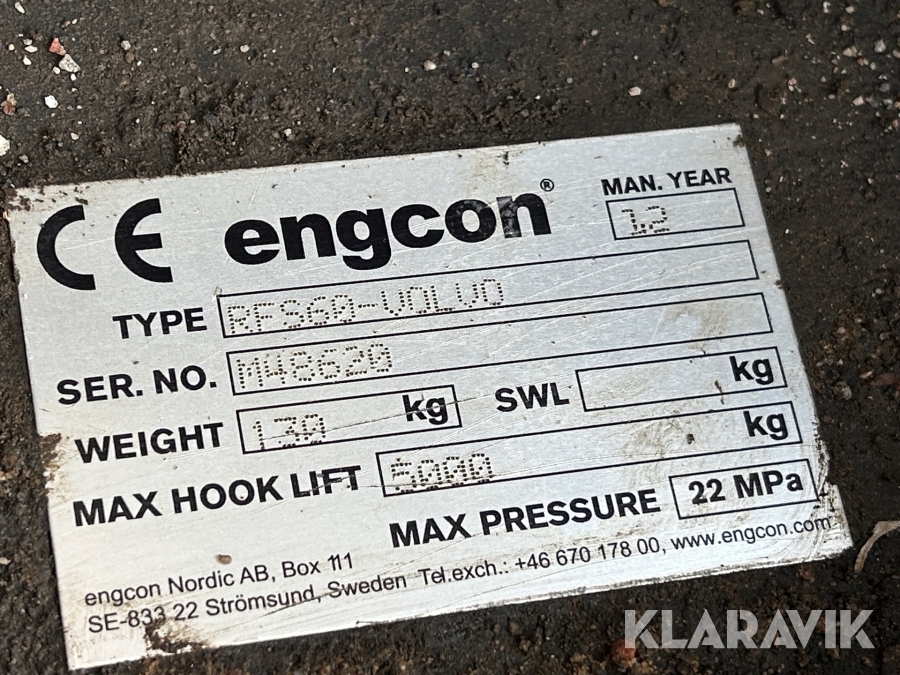 CE engcon® MAN. YEAR
12
TYPE RFS60-VOLVO
SER. NO. M48620
WEIGHT 130 kg SWL kg
MAX HOOK LIFT 5000 kg
MAX PRESSURE 22 MPa
engcon Nordic AB, Box 111
SE-833 22 Strömsund, Sweden Tel.exch.: +46 670 178 00, www.engcon.com
KLARAVIK